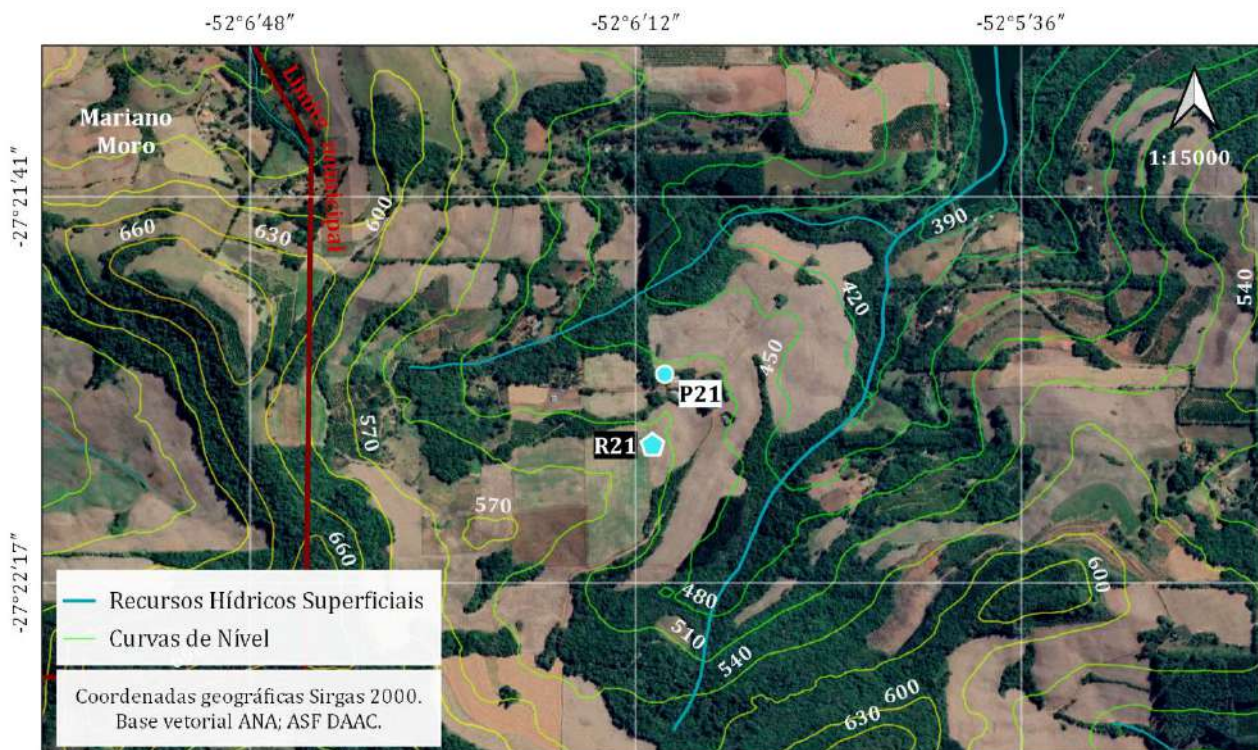 -52°6′48″
-52°6′12″
-52°5′36″
-27°21′41″
-27°22′17″
Mariano
Moro
Limite
municipal
1:15000
660
630
600
390
420
540
450
P21
R21
570
570
660
600
480
510
540
600
630
Recursos Hídricos Superficiais
Curvas de Nível
Coordenadas geográficas Sirgas 2000.
Base vetorial ANA; ASF DAAC.